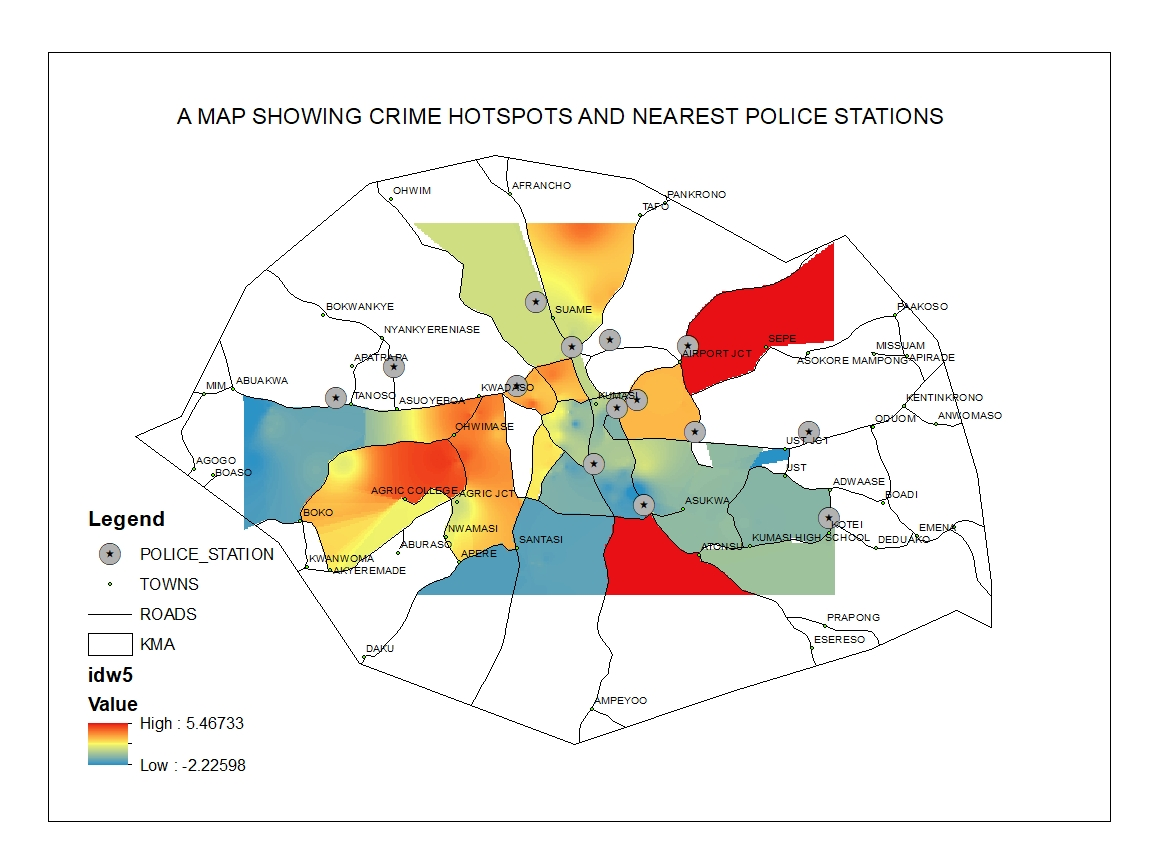 A MAP SHOWING CRIME HOTSPOTS AND NEAREST POLICE STATIONS
OHWIM
AFRANCHO
PANKRONO
TAFO
BOKWANKYE
SUAME
PAAKOSO
NYANKYERENIASE
SEPE
MISSUAM
APATRAPA
AIRPORT JCT
ASOKORE MAMPONG
APIRADE
MIM
ABUAKWA
KWADASO
TANOSO
ASUOYEBOA
KUMASI
KENTINKRONO
ANWOMASO
ODUOM
OHWIMASE
UST JCT
AGOGO
BOASO
UST
ADWAASE
AGRIC COLLEGE
AGRIC JCT
ASUKWA
BOADI
BOKO
KOTEI
NWAMASI
EMENA
SANTASI
KUMASI HIGH SCHOOL
DEDUAKO
ABURASO
ATONSU
APERE
KWANWOMA
AKYEREMADE
PRAPONG
ESERESO
DAKU
AMPEYOO
Legend
POLICE_STATION
TOWNS
ROADS
KMA
idw5
Value
High : 5.46733
Low : -2.22598